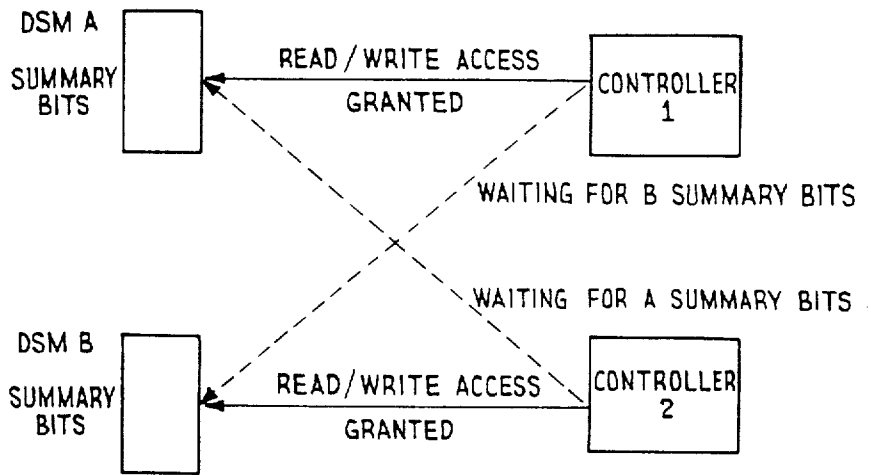 DSM A
SUMMARY
BITS
READ/WRITE ACCESS
GRANTED
CONTROLLER
1
WAITING FOR B SUMMARY BITS
WAITING FOR A SUMMARY BITS
DSM B
SUMMARY
BITS
READ/WRITE ACCESS
GRANTED
CONTROLLER
2